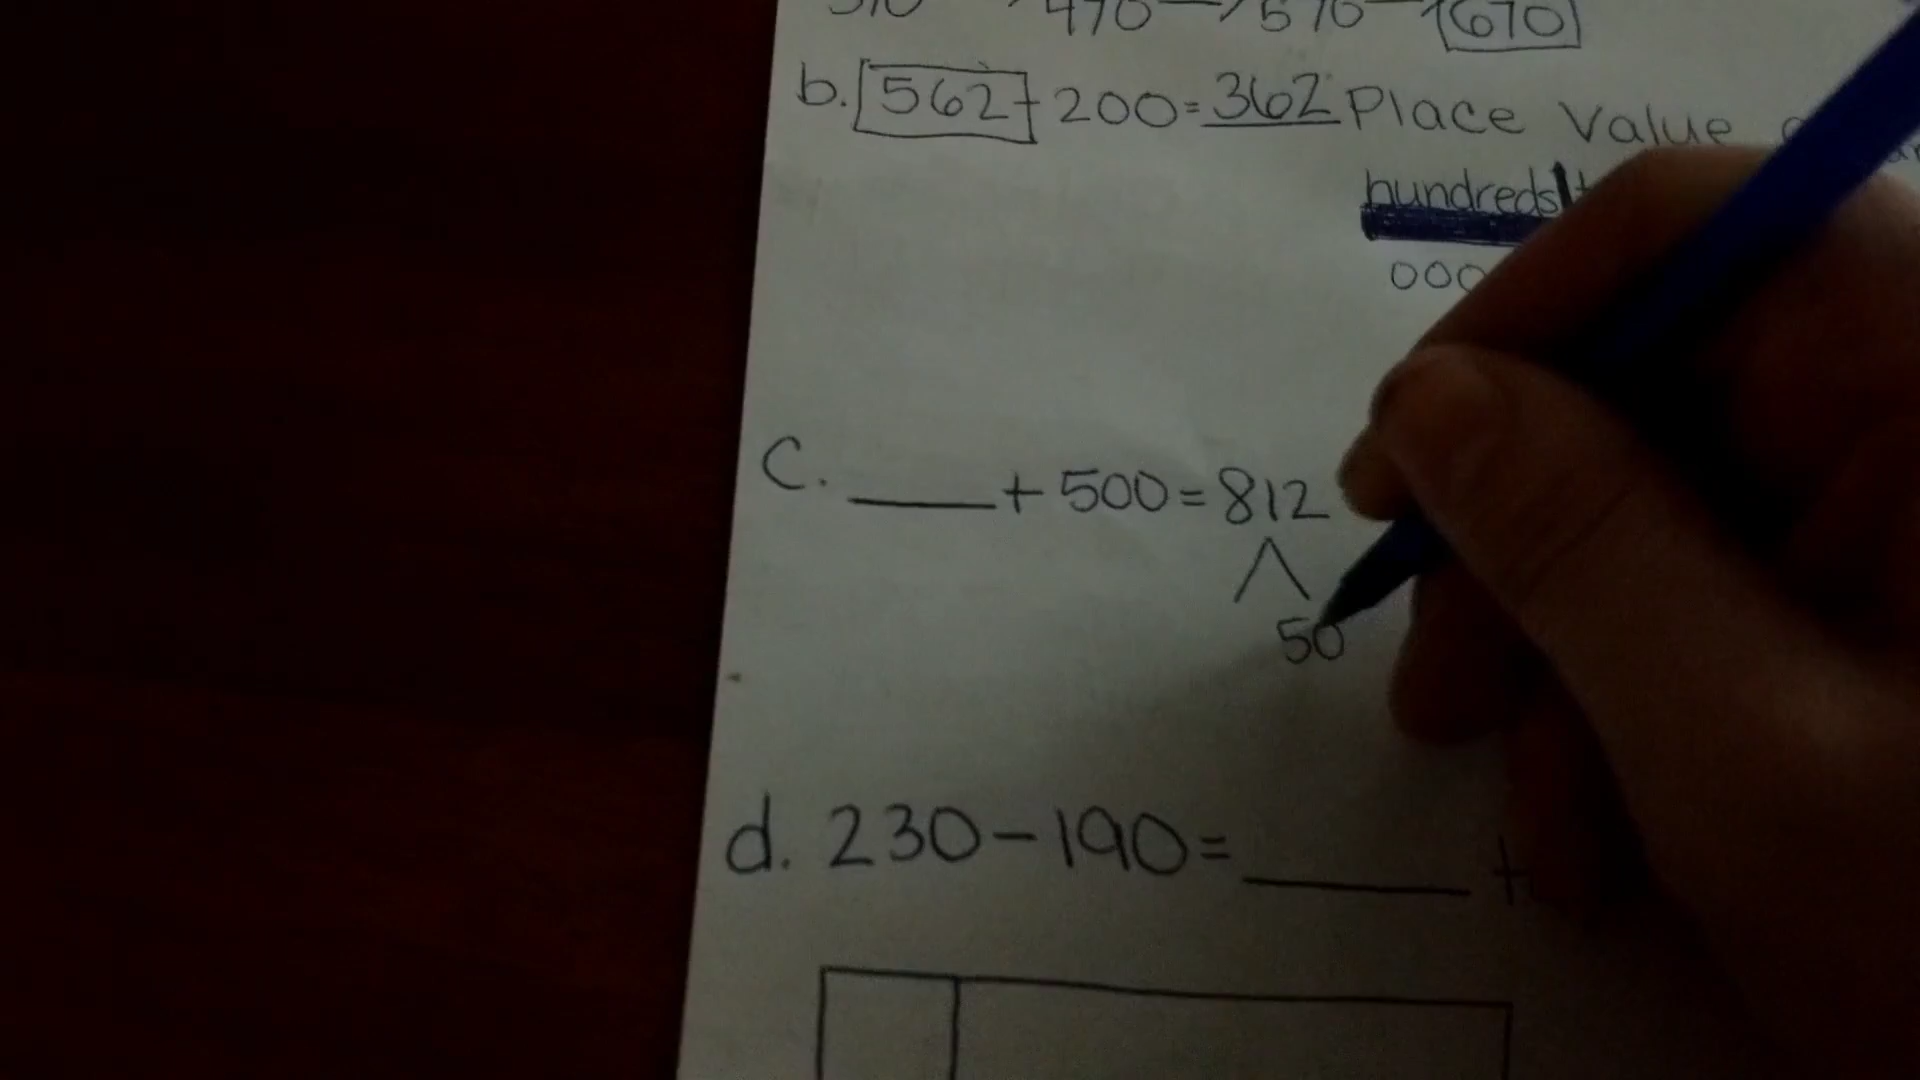 470 → 570 → 670
b. 562 - 200 = 362 Place Value
hundreds
000
c. ___ + 500 = 812
50
d. 230 - 190 = ___ +